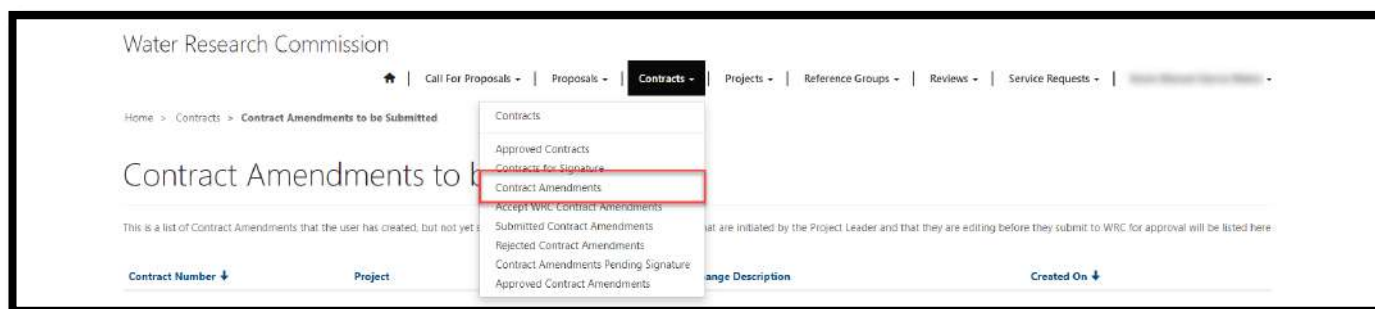 Water Research Commission
Call For Proposals | Proposals | Contracts | Projects | Reference Groups | Reviews | Service Requests |
Home > Contracts > Contract Amendments to be Submitted
Contracts
Approved Contracts
Contracts for Signature
Contract Amendments
Accept WRC Contract Amendments
Submitted Contract Amendments
Rejected Contract Amendments
Contract Amendments Pending Signature
Approved Contract Amendments
Contract Amendments to b
This is a list of Contract Amendments that the user has created, but not yet s at are initiated by the Project Leader and that they are editing before they submit to WRC for approval will be listed here
Contract Number Project ange Description Created On